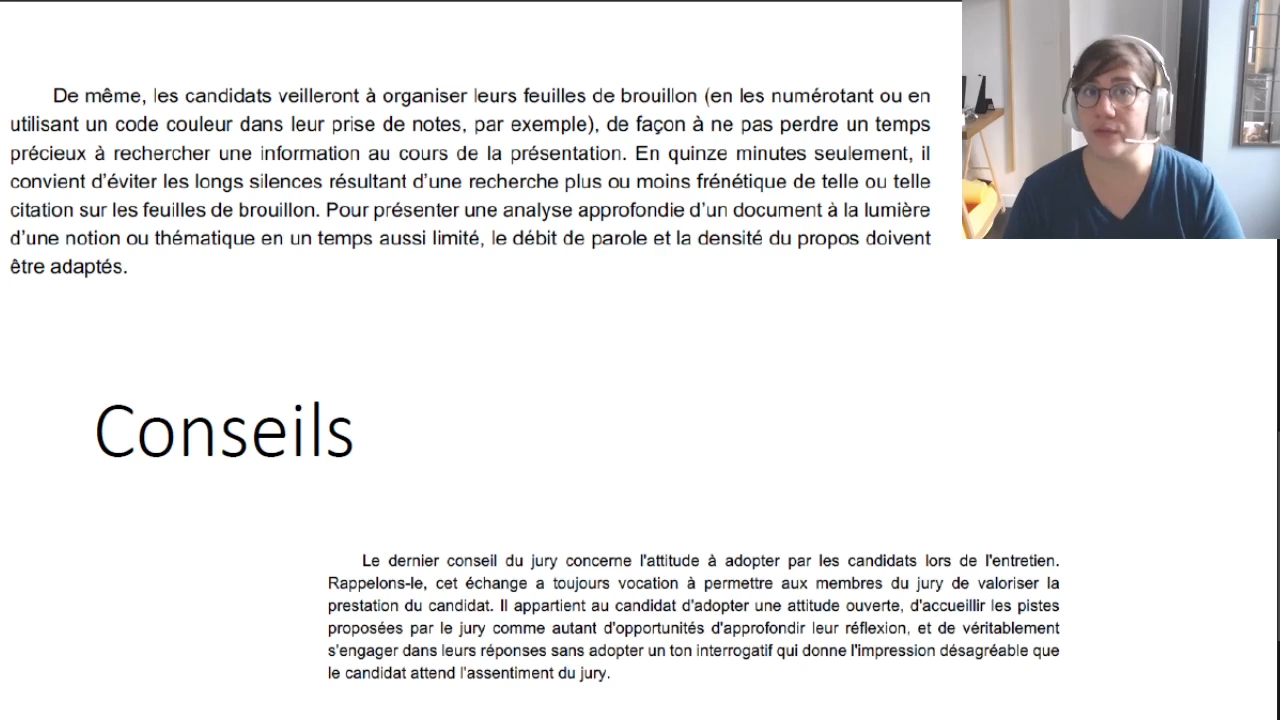 De même, les candidats veilleront à organiser leurs feuilles de brouillon (en les numérotant ou en
utilisant un code couleur dans leur prise de notes, par exemple), de façon à ne pas perdre un temps
précieux à rechercher une information au cours de la présentation. En quinze minutes seulement, il
convient d'éviter les longs silences résultant d'une recherche plus ou moins frénétique de telle ou telle
citation sur les feuilles de brouillon. Pour présenter une analyse approfondie d'un document à la lumière
d'une notion ou thématique en un temps aussi limité, le débit de parole et la densité du propos doivent
être adaptés.
Conseils
Le dernier conseil du jury concerne l'attitude à adopter par les candidats lors de l'entretien.
Rappelons-le, cet échange a toujours vocation à permettre aux membres du jury de valoriser la
prestation du candidat. Il appartient au candidat d'adopter une attitude ouverte, d'accueillir les pistes
proposées par le jury comme autant d'opportunités d'approfondir leur réflexion, et de véritablement
s'engager dans leurs réponses sans adopter un ton interrogatif qui donne l'impression désagréable que
le candidat attend l'assentiment du jury.